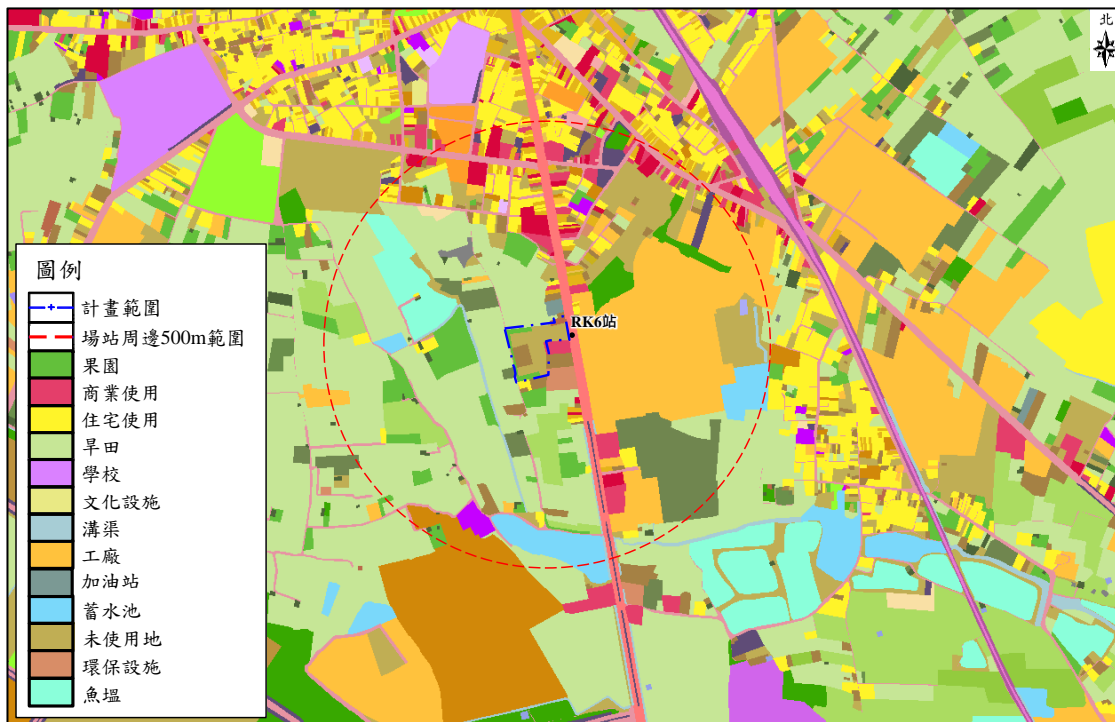 北
RK6站
圖例
計畫範圍
場站周邊500m範圍
果園
商業使用
住宅使用
旱田
學校
文化設施
溝渠
工廠
加油站
蓄水池
未使用地
環保設施
魚塭